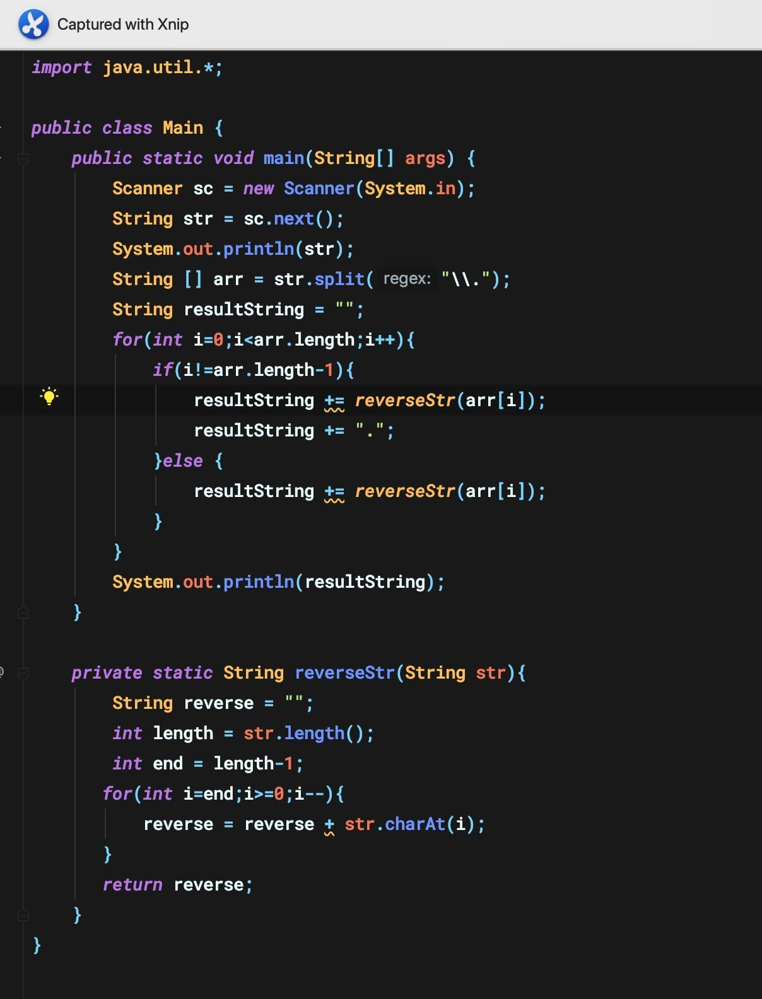 Captured with Xnip
import java.util.*;
public class Main {
public static void main(String[] args) {
Scanner sc = new Scanner(System.in);
String str = sc.next();
System.out.println(str);
String [] arr = str.split( regex: "\\.");
String resultString = "";
for(int i=0;i<arr.length;i++){
if(i!=arr.length-1){
resultString += reverseStr(arr[i]);
resultString += ".";
}else {
resultString += reverseStr(arr[i]);
}
}
System.out.println(resultString);
}
private static String reverseStr(String str){
String reverse = "";
int length = str.length();
int end = length-1;
for(int i=end;i>=0;i--){
reverse = reverse + str.charAt(i);
}
return reverse;
}
}